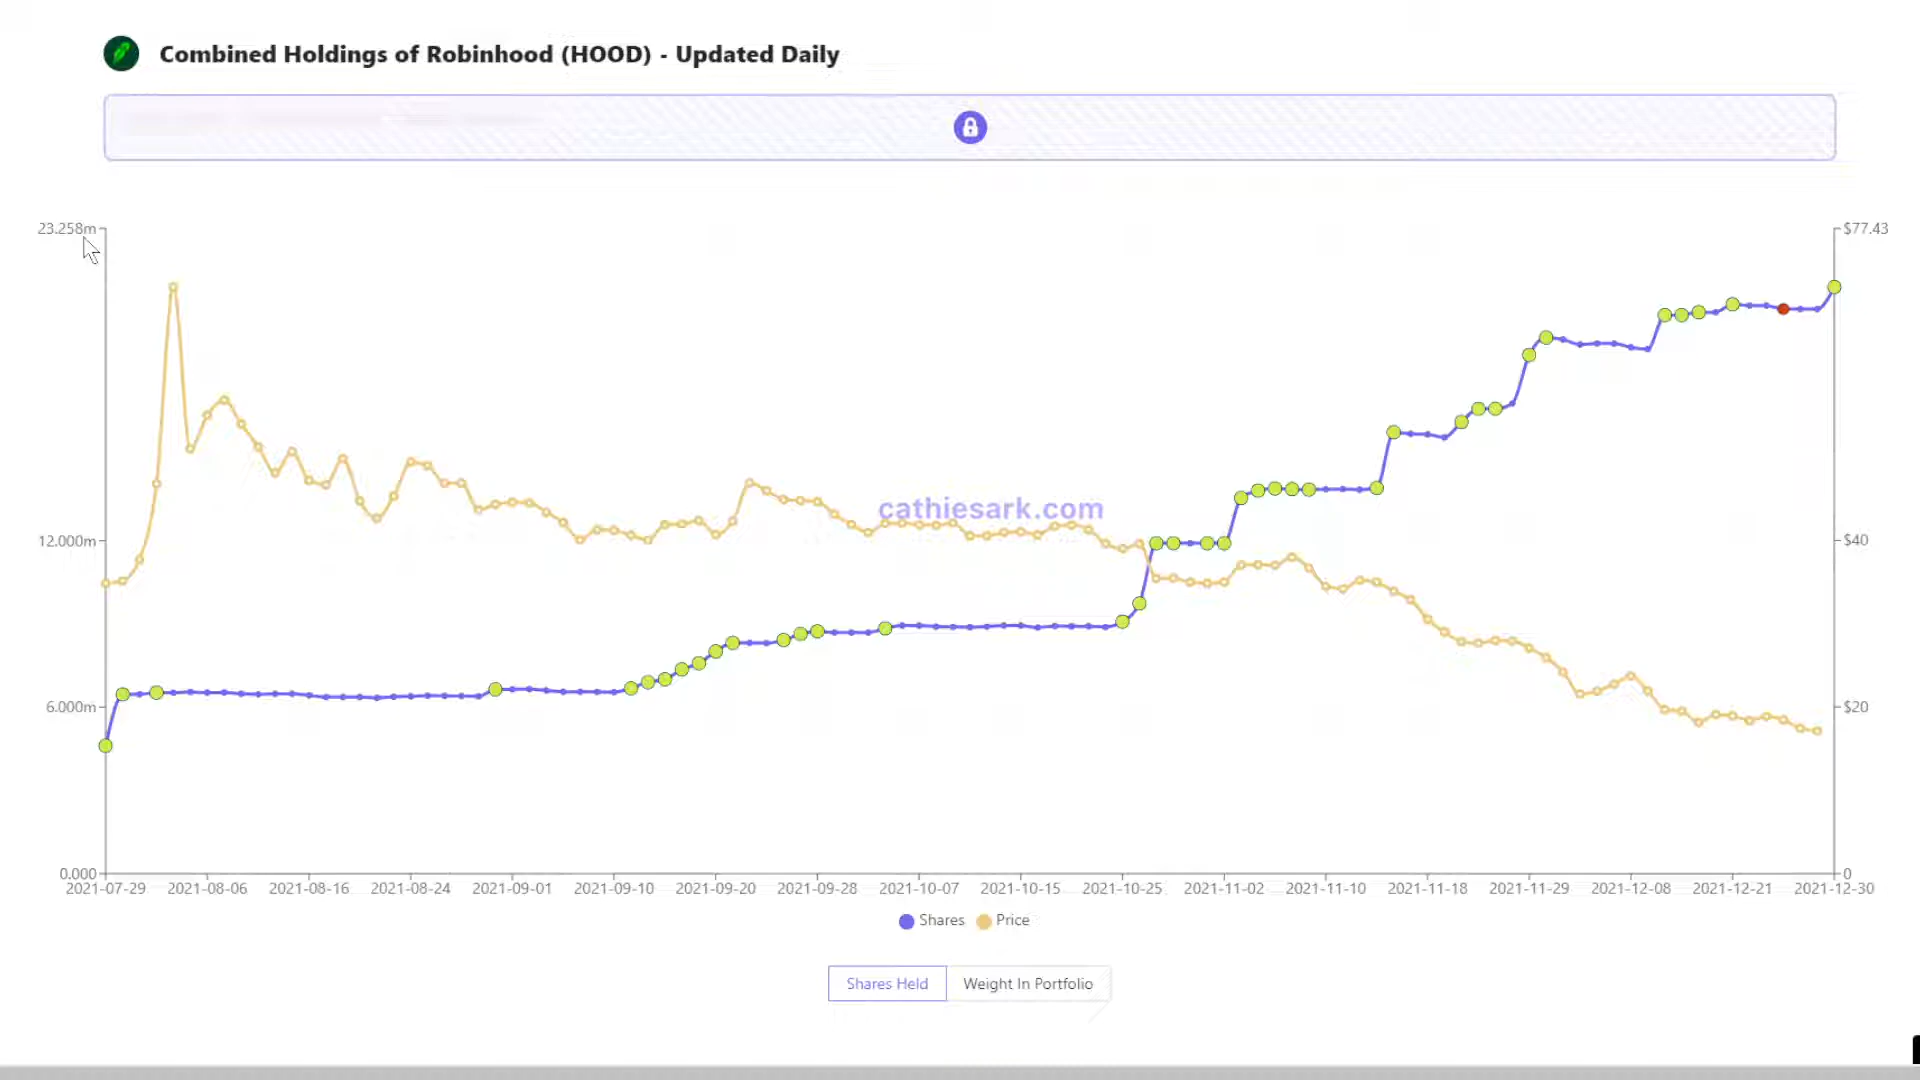 Combined Holdings of Robinhood (HOOD) - Updated Daily
23.258m
$77.43
cathiesark.com
12.000m
$40
6.000m
$20
0.000
0
2021-07-29 2021-08-06 2021-08-16 2021-08-24 2021-09-01 2021-09-10 2021-09-20 2021-09-28 2021-10-07 2021-10-15 2021-10-25 2021-11-02 2021-11-10 2021-11-18 2021-11-29 2021-12-08 2021-12-21 2021-12-30
Shares Price
Shares Held Weight In Portfolio